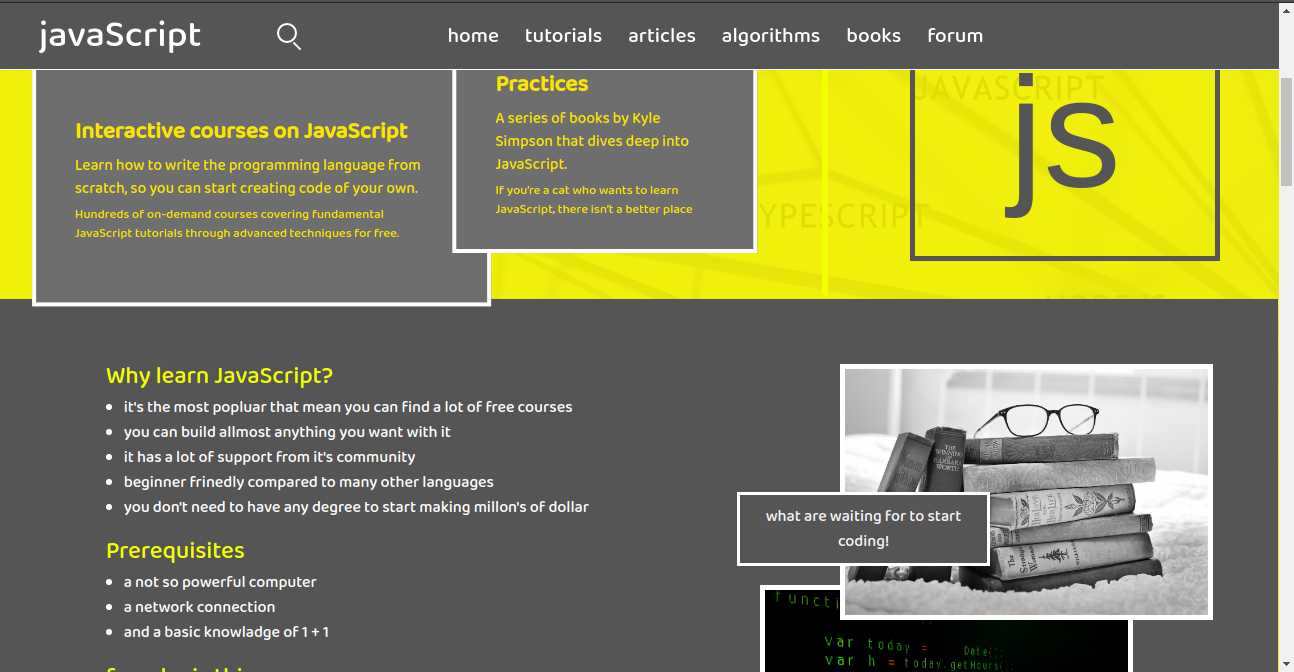 javaScript
home tutorials articles algorithms books forum
Interactive courses on JavaScript
Learn how to write the programming language from
scratch, so you can start creating code of your own.
Hundreds of on-demand courses covering fundamental
JavaScript tutorials through advanced techniques for free.
Practices
A series of books by Kyle
Simpson that dives deep into
JavaScript.
If you're a cat who wants to learn
JavaScript, there isn't a better place
JAVASCRIPT
js
YPESCRIPT
Why learn JavaScript?
it's the most popluar that mean you can find a lot of free courses
you can build allmost anything you want with it
it has a lot of support from it's community
beginner frinedly compared to many other languages
you don't need to have any degree to start making millon's of dollar
Prerequisites
a not so powerful computer
a network connection
and a basic knowladge of 1 + 1
THE
WINNING
OF
BARBARA
WORTH
what are waiting for to start
coding!
The
functi
var today = Date();
var h = today.getHours();